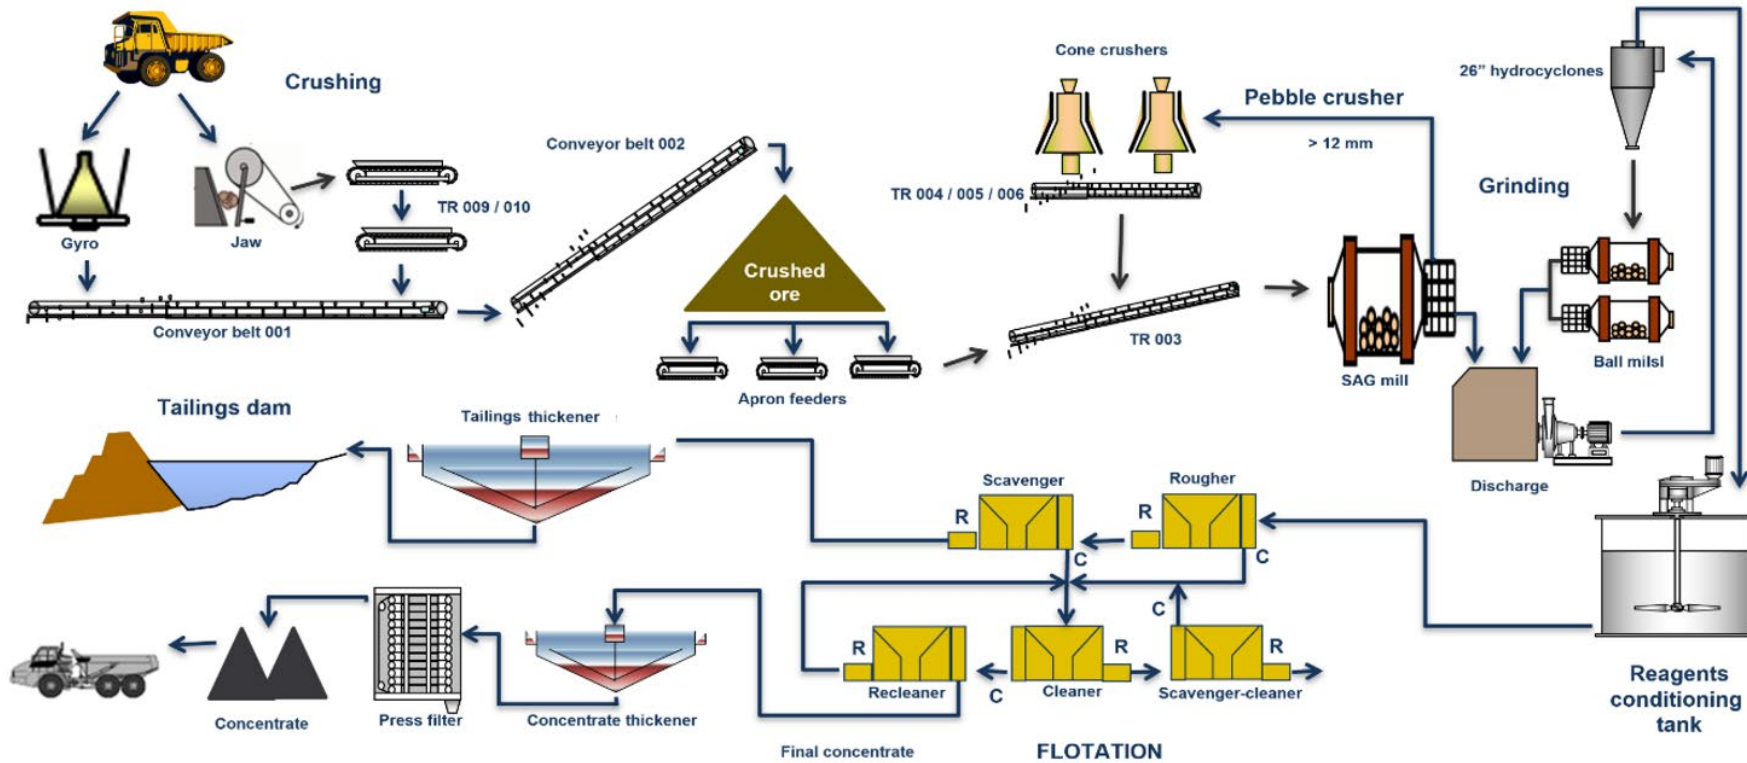 Crushing
Gyro
Jaw
TR 009 / 010
Conveyor belt 001
Conveyor belt 002
Crushed
ore
Apron feeders
Cone crushers
TR 004 / 005 / 006
TR 003
Pebble crusher
> 12 mm
26” hydrocyclones
Grinding
SAG mill
Ball milsl
Discharge
Tailings dam
Tailings thickener
Scavenger
Rougher
R
R
C
C
C
R
R
R
C
Recleaner
Cleaner
Scavenger-cleaner
Reagents
conditioning
tank
Concentrate
Press filter
Concentrate thickener
Final concentrate
FLOTATION